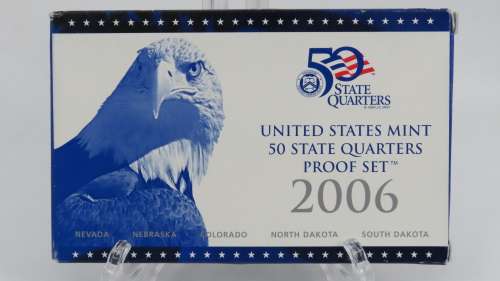 50
STATE
QUARTERS
UNITED STATES MINT
50 STATE QUARTERS
PROOF SET™
2006
NEVADA NEBRASKA COLORADO NORTH DAKOTA SOUTH DAKOTA